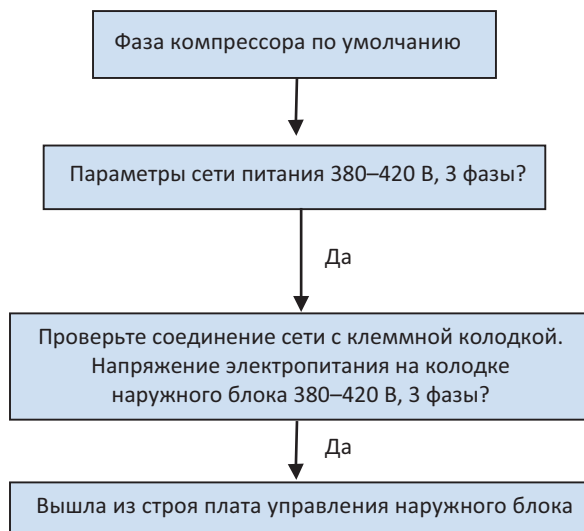 Фаза компрессора по умолчанию
Параметры сети питания 380–420 В, 3 фазы?
Да
Проверьте соединение сети с клеммной колодкой.
Напряжение электропитания на колодке
наружного блока 380–420 В, 3 фазы?
Да
Вышла из строя плата управления наружного блока